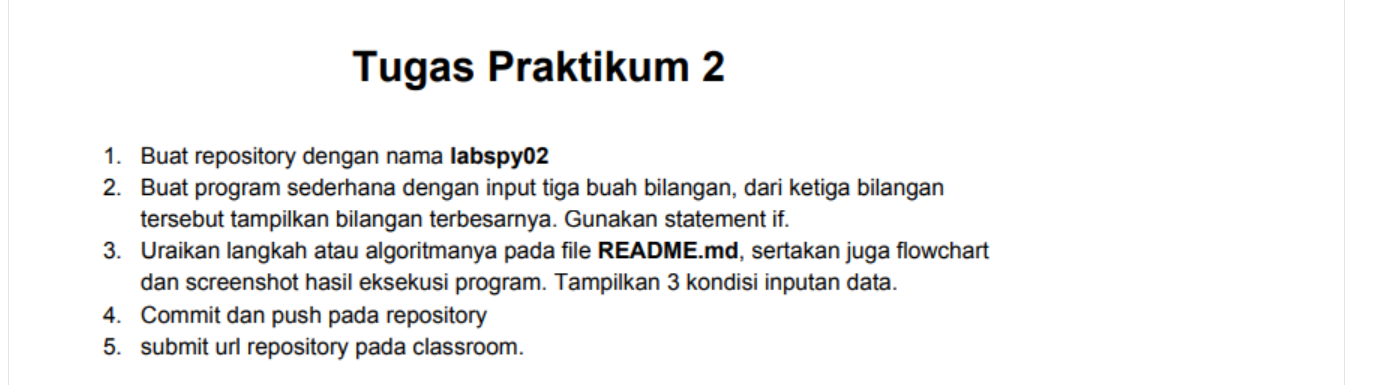 Tugas Praktikum 2
1. Buat repository dengan nama labspy02
2. Buat program sederhana dengan input tiga buah bilangan, dari ketiga bilangan
tersebut tampilkan bilangan terbesarnya. Gunakan statement if.
3. Uraikan langkah atau algoritmanya pada file README.md, sertakan juga flowchart
dan screenshot hasil eksekusi program. Tampilkan 3 kondisi inputan data.
4. Commit dan push pada repository
5. submit url repository pada classroom.